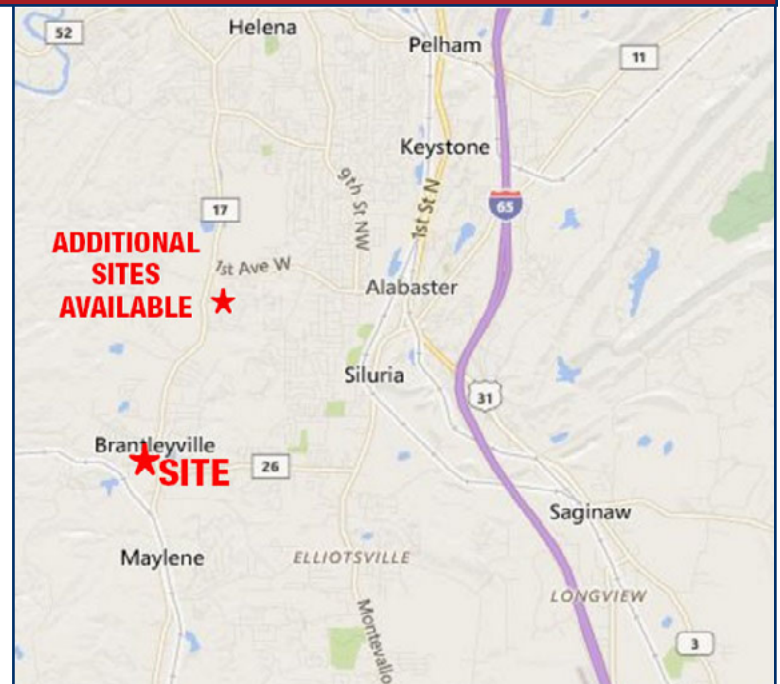 52
Helena
Pelham
11
Keystone
9th St NW
1st St N
65
17
ADDITIONAL
SITES
AVAILABLE
1st Ave W
Alabaster
Siluria
31
Brantleyville
SITE
26
Saginaw
Maylene
ELLIOTSVILLE
LONGVIEW
Montevallo
3